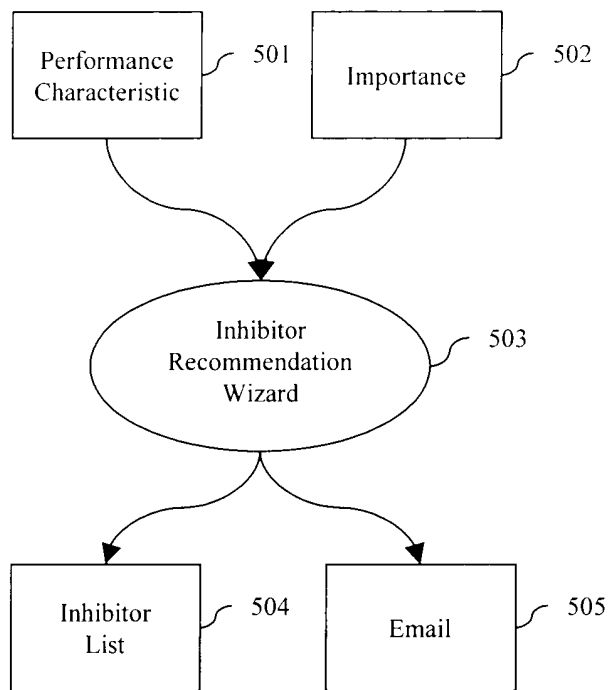 Performance
Characteristic
501
Importance
502
Inhibitor
Recommendation
Wizard
503
Inhibitor
List
504
Email
505